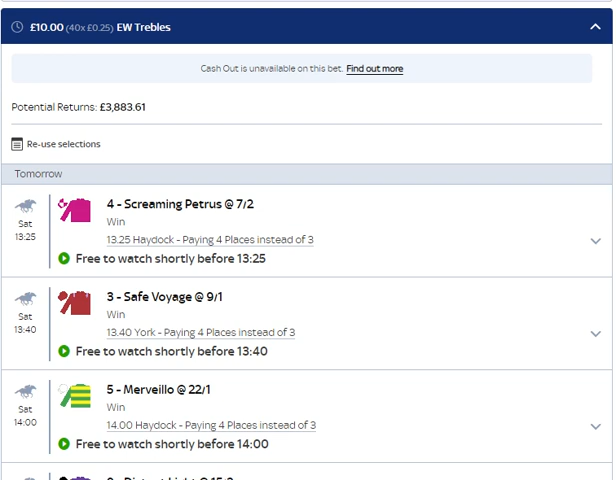 £10.00 (40x £0.25) EW Trebles
Cash Out is unavailable on this bet. Find out more
Potential Returns: £3,883.61
Re-use selections
Tomorrow
4 - Screaming Petrus @ 7/2
Win
Sat
13:25
13.25 Haydock - Paying 4 Places instead of 3
Free to watch shortly before 13:25
3 - Safe Voyage @ 9/1
Win
Sat
13:40
13.40 York - Paying 4 Places instead of 3
Free to watch shortly before 13:40
5 - Merveillo @ 22/1
Win
Sat
14:00
14.00 Haydock - Paying 4 Places instead of 3
Free to watch shortly before 14:00